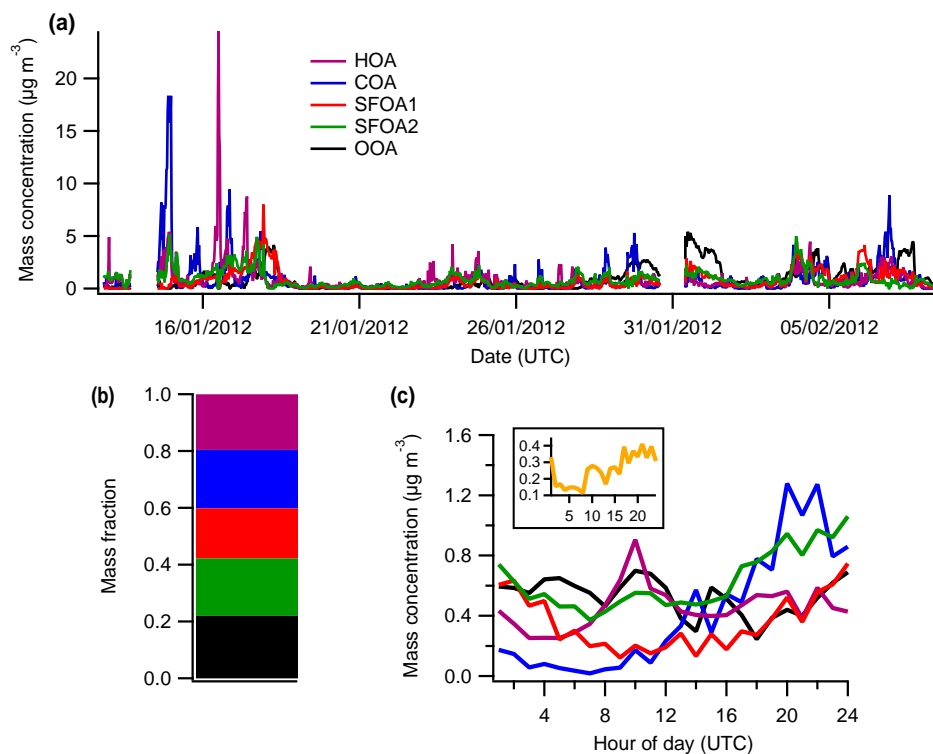 (a)
Mass concentration (µg m⁻³)
20
15
10
5
0
HOA
COA
SFOA1
SFOA2
OOA
16/01/2012 21/01/2012 26/01/2012 31/01/2012 05/02/2012
Date (UTC)
(b)
Mass fraction
1.0
0.8
0.6
0.4
0.2
0.0
(c)
Mass concentration (µg m⁻³)
1.6
1.2
0.8
0.4
0.0
0.4
0.3
0.2
0.1
5 10 15 20
4 8 12 16 20 24
Hour of day (UTC)